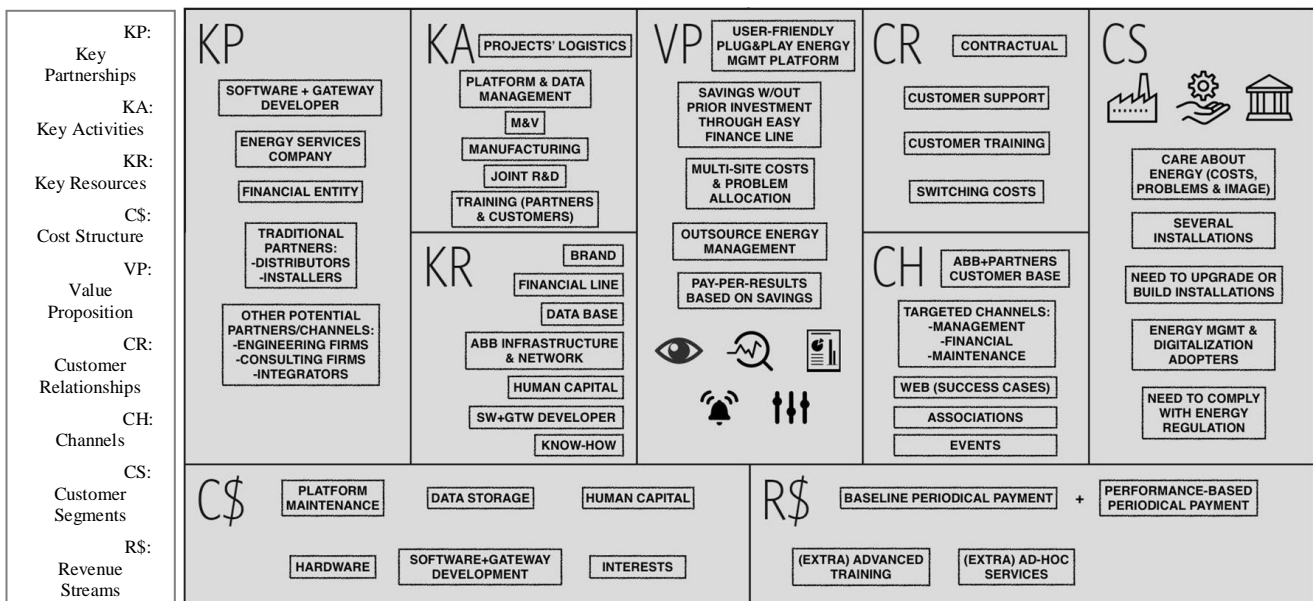 KP:
Key
Partnerships
KA:
Key Activities
KR:
Key Resources
C$:
Cost Structure
VP:
Value
Proposition
CR:
Customer
Relationships
CH:
Channels
CS:
Customer
Segments
R$:
Revenue
Streams
KP
SOFTWARE + GATEWAY
DEVELOPER
ENERGY SERVICES
COMPANY
FINANCIAL ENTITY
TRADITIONAL
PARTNERS:
-DISTRIBUTORS
-INSTALLERS
OTHER POTENTIAL
PARTNERS/CHANNELS:
-ENGINEERING FIRMS
-CONSULTING FIRMS
-INTEGRATORS
KA
PROJECTS' LOGISTICS
PLATFORM & DATA
MANAGEMENT
M&V
MANUFACTURING
JOINT R&D
TRAINING (PARTNERS
& CUSTOMERS)
KR
BRAND
FINANCIAL LINE
DATA BASE
ABB INFRASTRUCTURE
& NETWORK
HUMAN CAPITAL
SW+GTW DEVELOPER
KNOW-HOW
VP
USER-FRIENDLY
PLUG&PLAY ENERGY
MGMT PLATFORM
SAVINGS W/OUT
PRIOR INVESTMENT
THROUGH EASY
FINANCE LINE
MULTI-SITE COSTS
& PROBLEM
ALLOCATION
OUTSOURCE ENERGY
MANAGEMENT
PAY-PER-RESULTS
BASED ON SAVINGS
CR
CONTRACTUAL
CUSTOMER SUPPORT
CUSTOMER TRAINING
SWITCHING COSTS
CH
ABB+PARTNERS
CUSTOMER BASE
TARGETED CHANNELS:
-MANAGEMENT
-FINANCIAL
-MAINTENANCE
WEB (SUCCESS CASES)
ASSOCIATIONS
EVENTS
CS
CARE ABOUT
ENERGY (COSTS,
PROBLEMS & IMAGE)
SEVERAL
INSTALLATIONS
NEED TO UPGRADE OR
BUILD INSTALLATIONS
ENERGY MGMT &
DIGITALIZATION
ADOPTERS
NEED TO COMPLY
WITH ENERGY
REGULATION
C$
PLATFORM
MAINTENANCE
DATA STORAGE
HUMAN CAPITAL
HARDWARE
SOFTWARE+GATEWAY
DEVELOPMENT
INTERESTS
R$
BASELINE PERIODICAL PAYMENT
+
PERFORMANCE-BASED
PERIODICAL PAYMENT
(EXTRA) ADVANCED
TRAINING
(EXTRA) AD-HOC
SERVICES